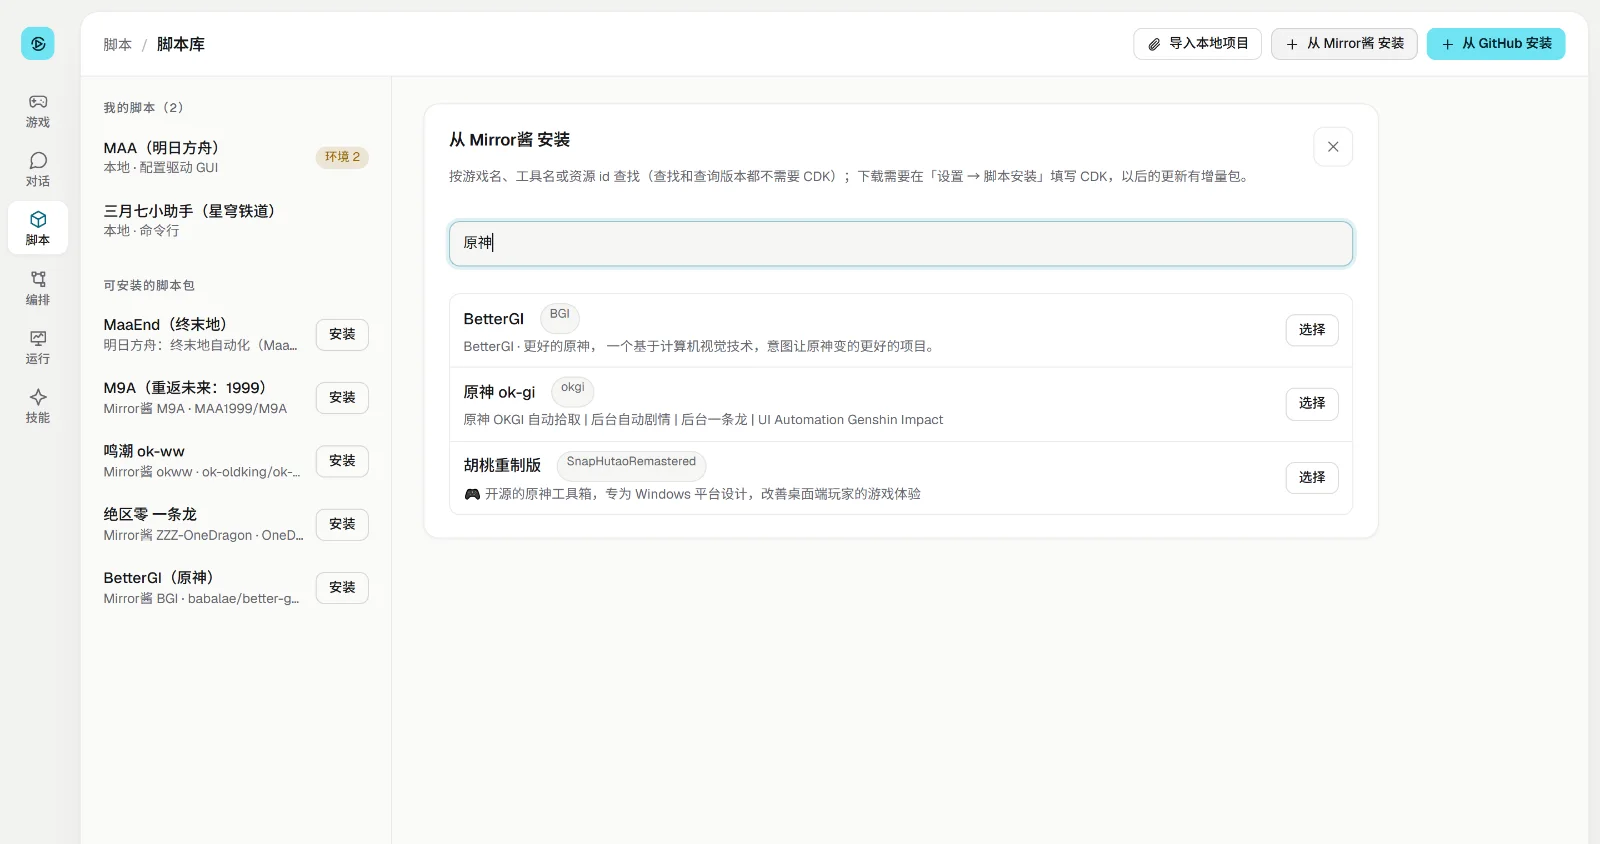 脚本 / 脚本库
导入本地项目
+ 从 Mirror酱 安装
+ 从 GitHub 安装
游戏
对话
脚本
编排
运行
技能
我的脚本（2）
MAA（明日方舟）
本地 · 配置驱动 GUI
环境 2
三月七小助手（星穹铁道）
本地 · 命令行
可安装的脚本包
MaaEnd（终末地）
明日方舟：终末地自动化（Maa...
安装
M9A（重返未来：1999）
Mirror酱 M9A · MAA1999/M9A
安装
鸣潮 ok-ww
Mirror酱 okww · ok-oldking/ok-...
安装
绝区零 一条龙
Mirror酱 ZZZ-OneDragon · OneD...
安装
BetterGI（原神）
Mirror酱 BGI · babalae/better-g...
安装
从 Mirror酱 安装
按游戏名、工具名或资源 id 查找（查找和查询版本都不需要 CDK）；下载需要在「设置 → 脚本安装」填写 CDK，以后的更新有增量包。
原神
BetterGI BGI
BetterGI · 更好的原神， 一个基于计算机视觉技术，意图让原神变的更好的项目。
选择
原神 ok-gi okgi
原神 OKGI 自动拾取 | 后台自动剧情 | 后台一条龙 | UI Automation Genshin Impact
选择
胡桃重制版 SnapHutaoRemastered
🎮 开源的原神工具箱，专为 Windows 平台设计，改善桌面端玩家的游戏体验
选择